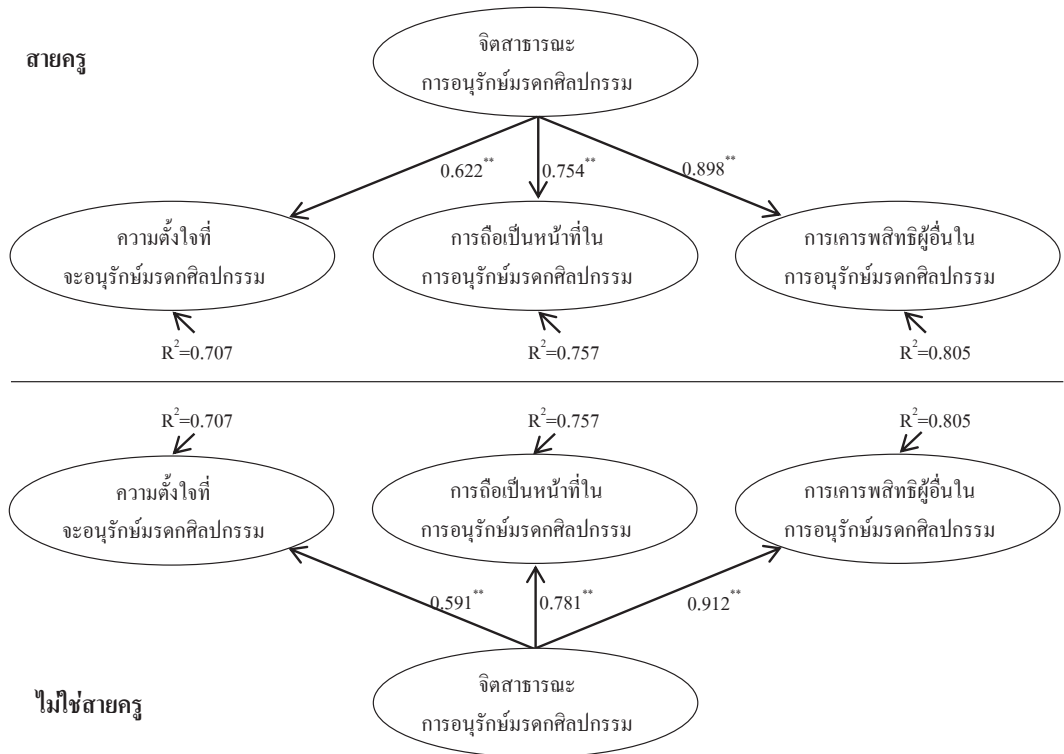 สายครู
จิตสาธารณะ
การอนุรักษ์มรดกศิลปกรรม
0.622**
0.754**
0.898**
ความตั้งใจที่
จะอนุรักษ์มรดกศิลปกรรม
การถือเป็นหน้าที่ใน
การอนุรักษ์มรดกศิลปกรรม
การเคารพสิทธิผู้อื่นใน
การอนุรักษ์มรดกศิลปกรรม
R²=0.707
R²=0.757
R²=0.805
R²=0.707
R²=0.757
R²=0.805
ความตั้งใจที่
จะอนุรักษ์มรดกศิลปกรรม
การถือเป็นหน้าที่ใน
การอนุรักษ์มรดกศิลปกรรม
การเคารพสิทธิผู้อื่นใน
การอนุรักษ์มรดกศิลปกรรม
0.591**
0.781**
0.912**
จิตสาธารณะ
การอนุรักษ์มรดกศิลปกรรม
ไม่ใช่สายครู